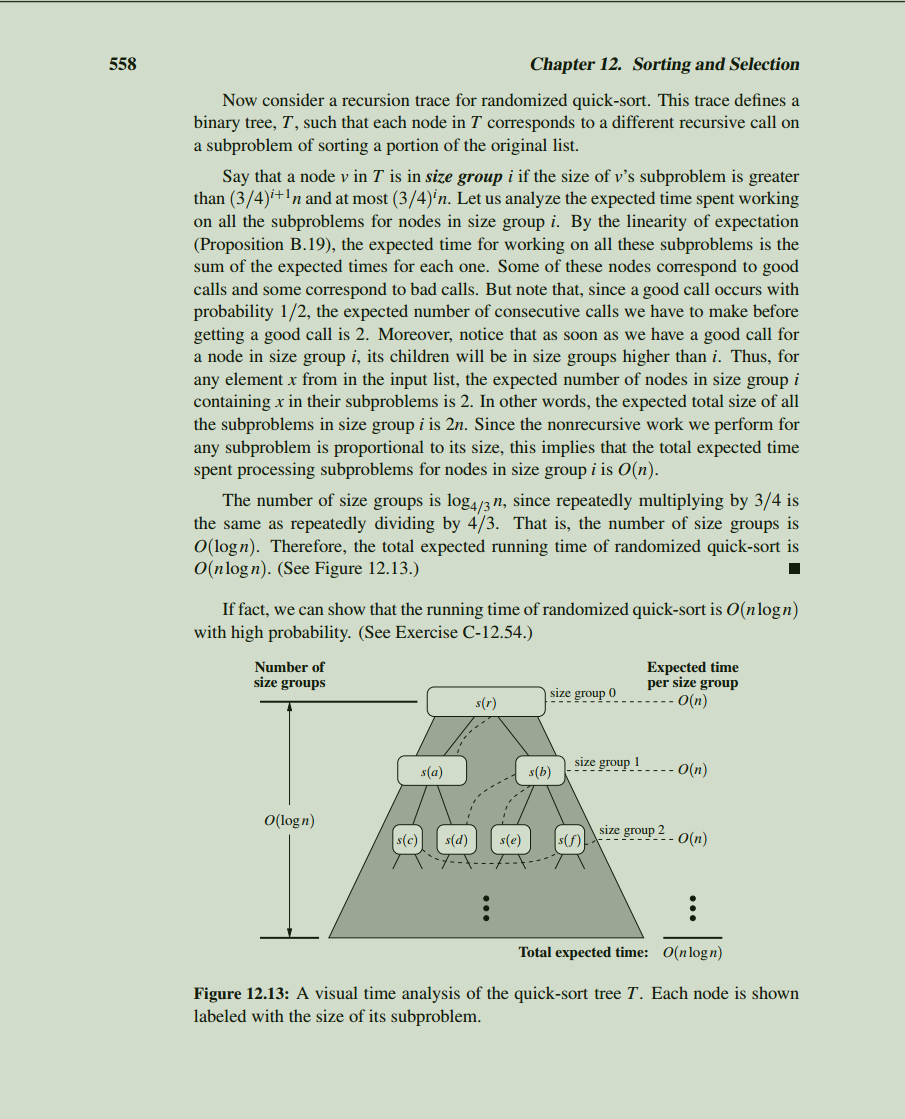 558
Chapter 12. Sorting and Selection
Now consider a recursion trace for randomized quick-sort. This trace defines a
binary tree, T, such that each node in T corresponds to a different recursive call on
a subproblem of sorting a portion of the original list.
Say that a node v in T is in size group i if the size of v's subproblem is greater
than (3/4)^{i+1}n and at most (3/4)^{i}n. Let us analyze the expected time spent working
on all the subproblems for nodes in size group i. By the linearity of expectation
(Proposition B.19), the expected time for working on all these subproblems is the
sum of the expected times for each one. Some of these nodes correspond to good
calls and some correspond to bad calls. But note that, since a good call occurs with
probability 1/2, the expected number of consecutive calls we have to make before
getting a good call is 2. Moreover, notice that as soon as we have a good call for
a node in size group i, its children will be in size groups higher than i. Thus, for
any element x from in the input list, the expected number of nodes in size group i
containing x in their subproblems is 2. In other words, the expected total size of all
the subproblems in size group i is 2n. Since the nonrecursive work we perform for
any subproblem is proportional to its size, this implies that the total expected time
spent processing subproblems for nodes in size group i is O(n).
The number of size groups is log_{4/3} n, since repeatedly multiplying by 3/4 is
the same as repeatedly dividing by 4/3. That is, the number of size groups is
O(log n). Therefore, the total expected running time of randomized quick-sort is
O(n log n). (See Figure 12.13.) ■
If fact, we can show that the running time of randomized quick-sort is O(n log n)
with high probability. (See Exercise C-12.54.)
Number of
size groups
Expected time
per size group
s(r)
size group 0
O(n)
s(a)
s(b)
size group 1
O(n)
O(log n)
s(c)
s(d)
s(e)
s(f)
size group 2
O(n)
Total expected time: O(n log n)
Figure 12.13: A visual time analysis of the quick-sort tree T. Each node is shown
labeled with the size of its subproblem.